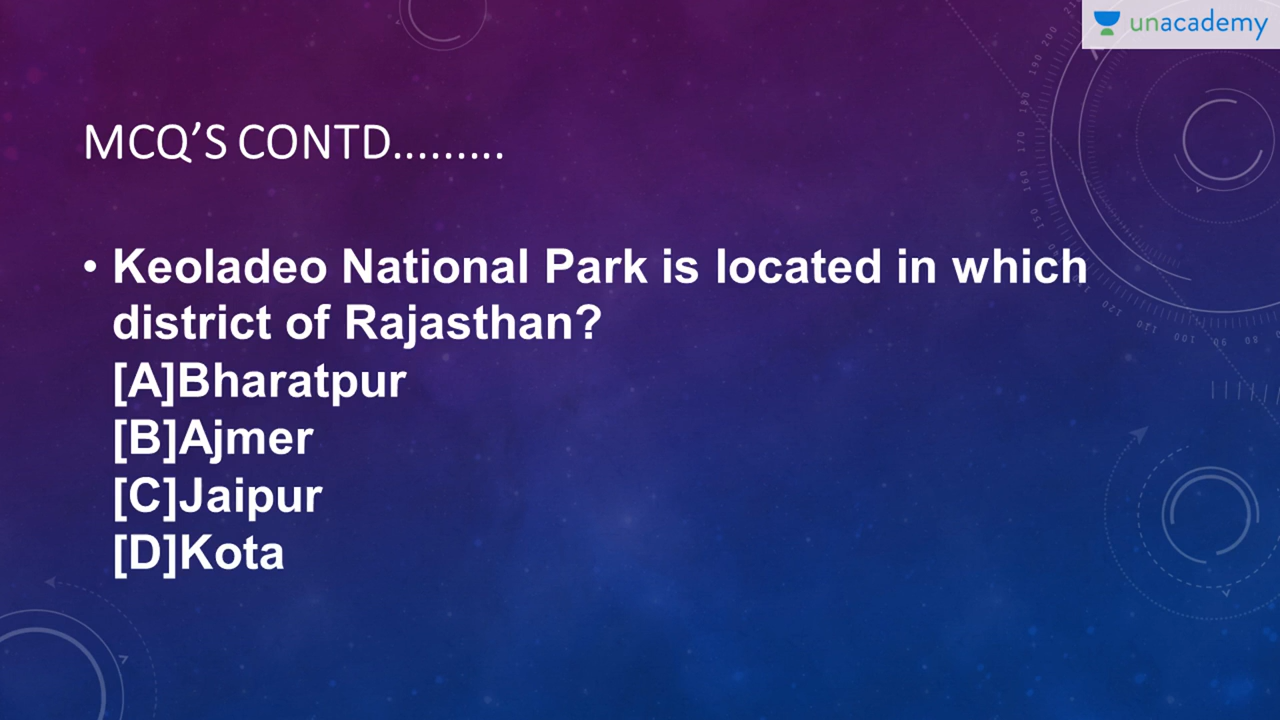 unacademy
MCQ’S CONTD.........
• Keoladeo National Park is located in which
district of Rajasthan?
[A]Bharatpur
[B]Ajmer
[C]Jaipur
[D]Kota